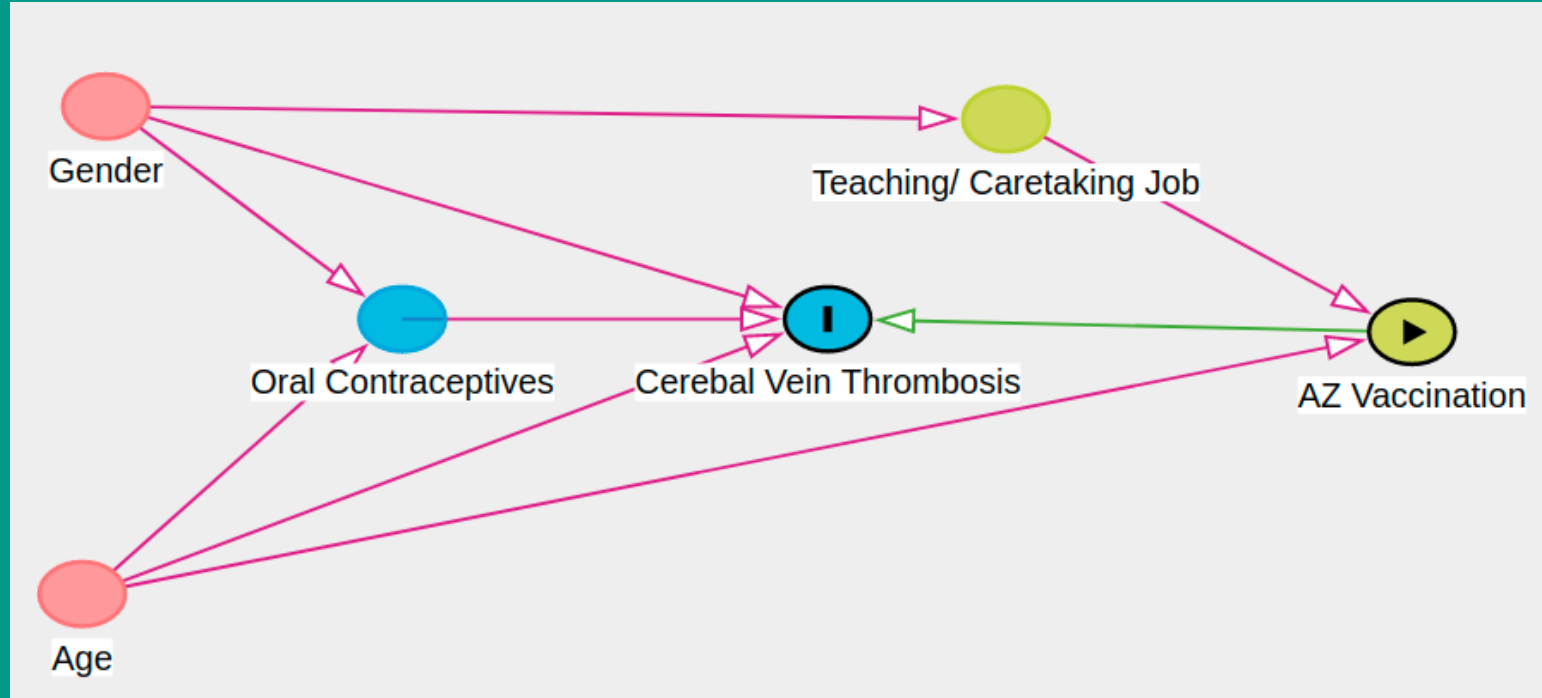 Gender
Teaching/ Caretaking Job
Oral Contraceptives
Cerebal Vein Thrombosis
AZ Vaccination
Age